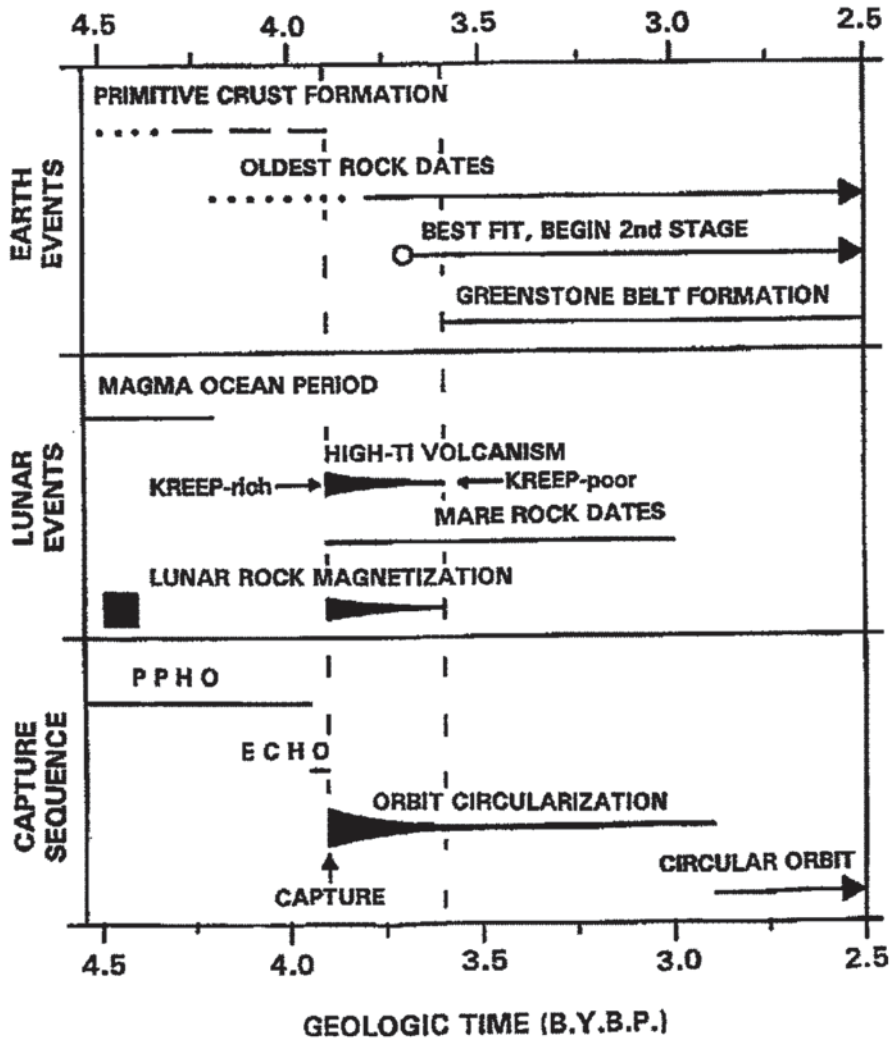 4.5 4.0 3.5 3.0 2.5
PRIMITIVE CRUST FORMATION
OLDEST ROCK DATES
BEST FIT, BEGIN 2nd STAGE
GREENSTONE BELT FORMATION
EARTH
EVENTS
MAGMA OCEAN PERIOD
HIGH-TI VOLCANISM
KREEP-rich KREEP-poor
MARE ROCK DATES
LUNAR ROCK MAGNETIZATION
LUNAR
EVENTS
PPHO
ECHO
ORBIT CIRCULARIZATION
CIRCULAR ORBIT
CAPTURE
CAPTURE
SEQUENCE
4.5 4.0 3.5 3.0 2.5
GEOLOGIC TIME (B.Y.B.P.)